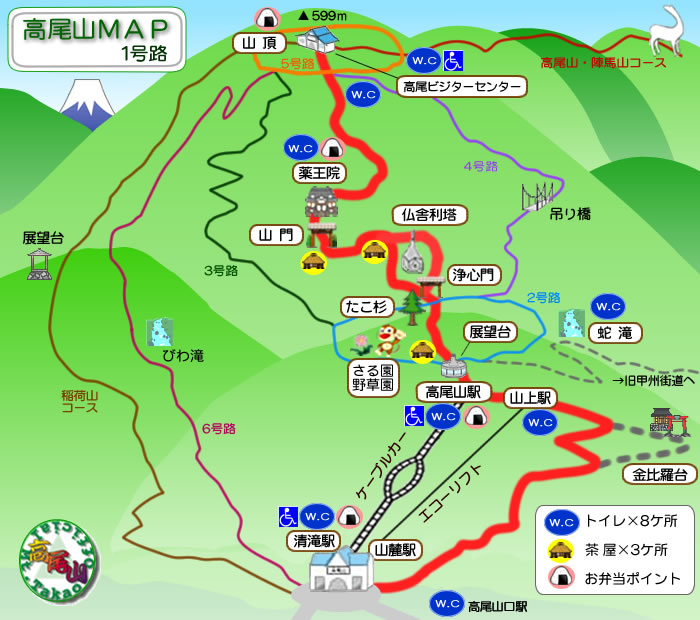 高尾山MAP
1号路
▲599m
山頂
5号路
W.C
高尾山・陣馬山コース
高尾ビジターセンター
W.C
W.C
薬王院
4号路
吊り橋
仏舎利塔
山門
展望台
浄心門
3号路
たこ杉
2号路
W.C
展望台
蛇滝
びわ滝
さる園
野草園
→旧甲州街道へ
高尾山駅
山上駅
稲荷山
コース
W.C
W.C
6号路
ケーブルカー
エコーリフト
金比羅台
W.C
清滝駅
山麓駅
W.C トイレ×8ケ所
茶屋×3ケ所
お弁当ポイント
W.C
高尾山口駅
Official
高尾山
Mt. Takao